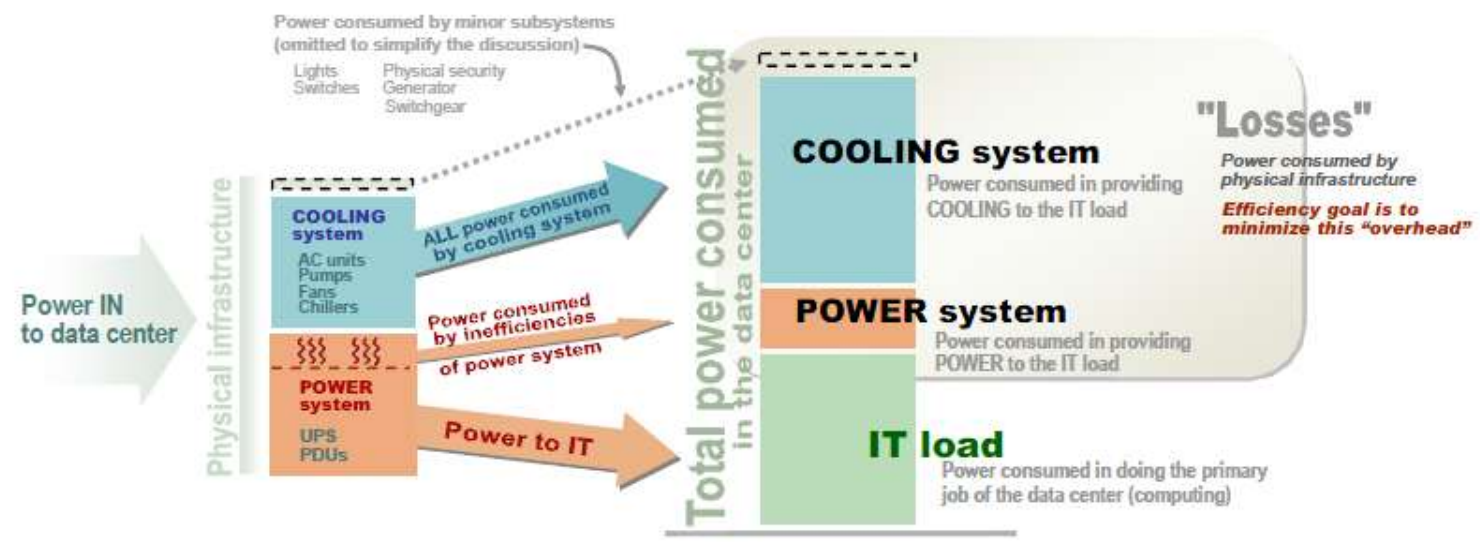 Power consumed by minor subsystems
(omitted to simplify the discussion)
Lights Physical security
Switches Generator
Switchgear
Power IN
to data center
Physical infrastructure
COOLING
system
AC units
Pumps
Fans
Chillers
POWER
system
UPS
PDUs
ALL power consumed
by cooling system
Power consumed
by inefficiencies
of power system
Power to IT
Total power consumed
in the data center
COOLING system
Power consumed in providing
COOLING to the IT load
POWER system
Power consumed in providing
POWER to the IT load
IT load
Power consumed in doing the primary
job of the data center (computing)
"Losses"
Power consumed by
physical infrastructure
Efficiency goal is to
minimize this “overhead”